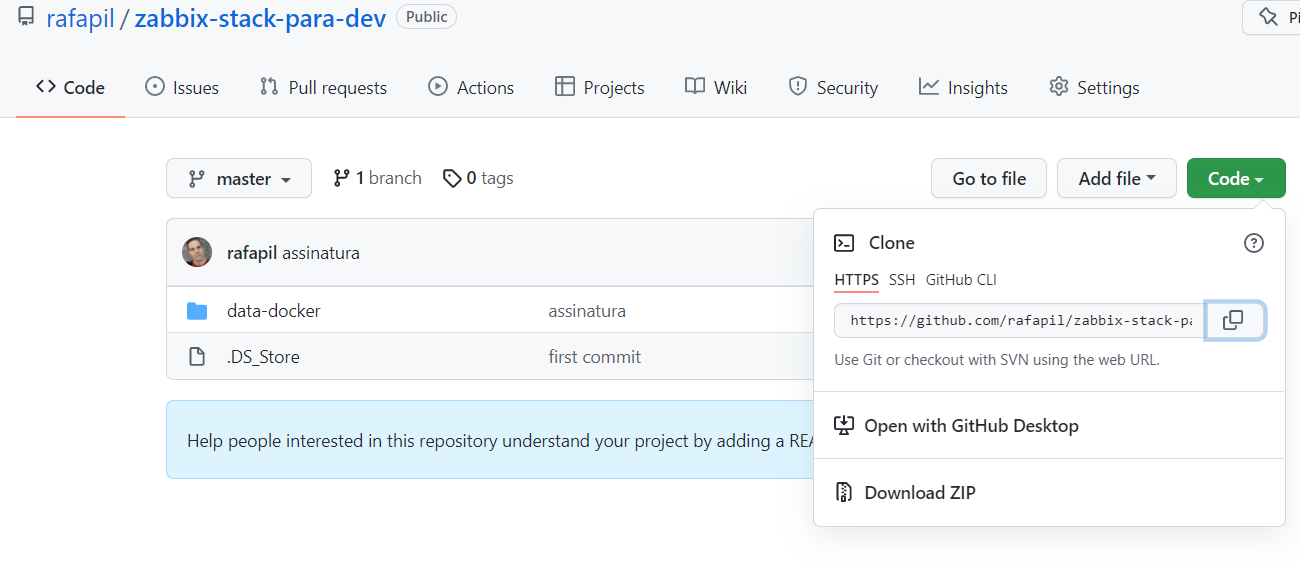 rafapil / zabbix-stack-para-dev Public
Code Issues Pull requests Actions Projects Wiki Security Insights Settings
master 1 branch 0 tags Go to file Add file Code
rafapil assinatura
data-docker assinatura
.DS_Store first commit
Help people interested in this repository understand your project by adding a
Clone
HTTPS SSH GitHub CLI
https://github.com/rafapil/zabbix-stack-pa
Use Git or checkout with SVN using the web URL.
Open with GitHub Desktop
Download ZIP